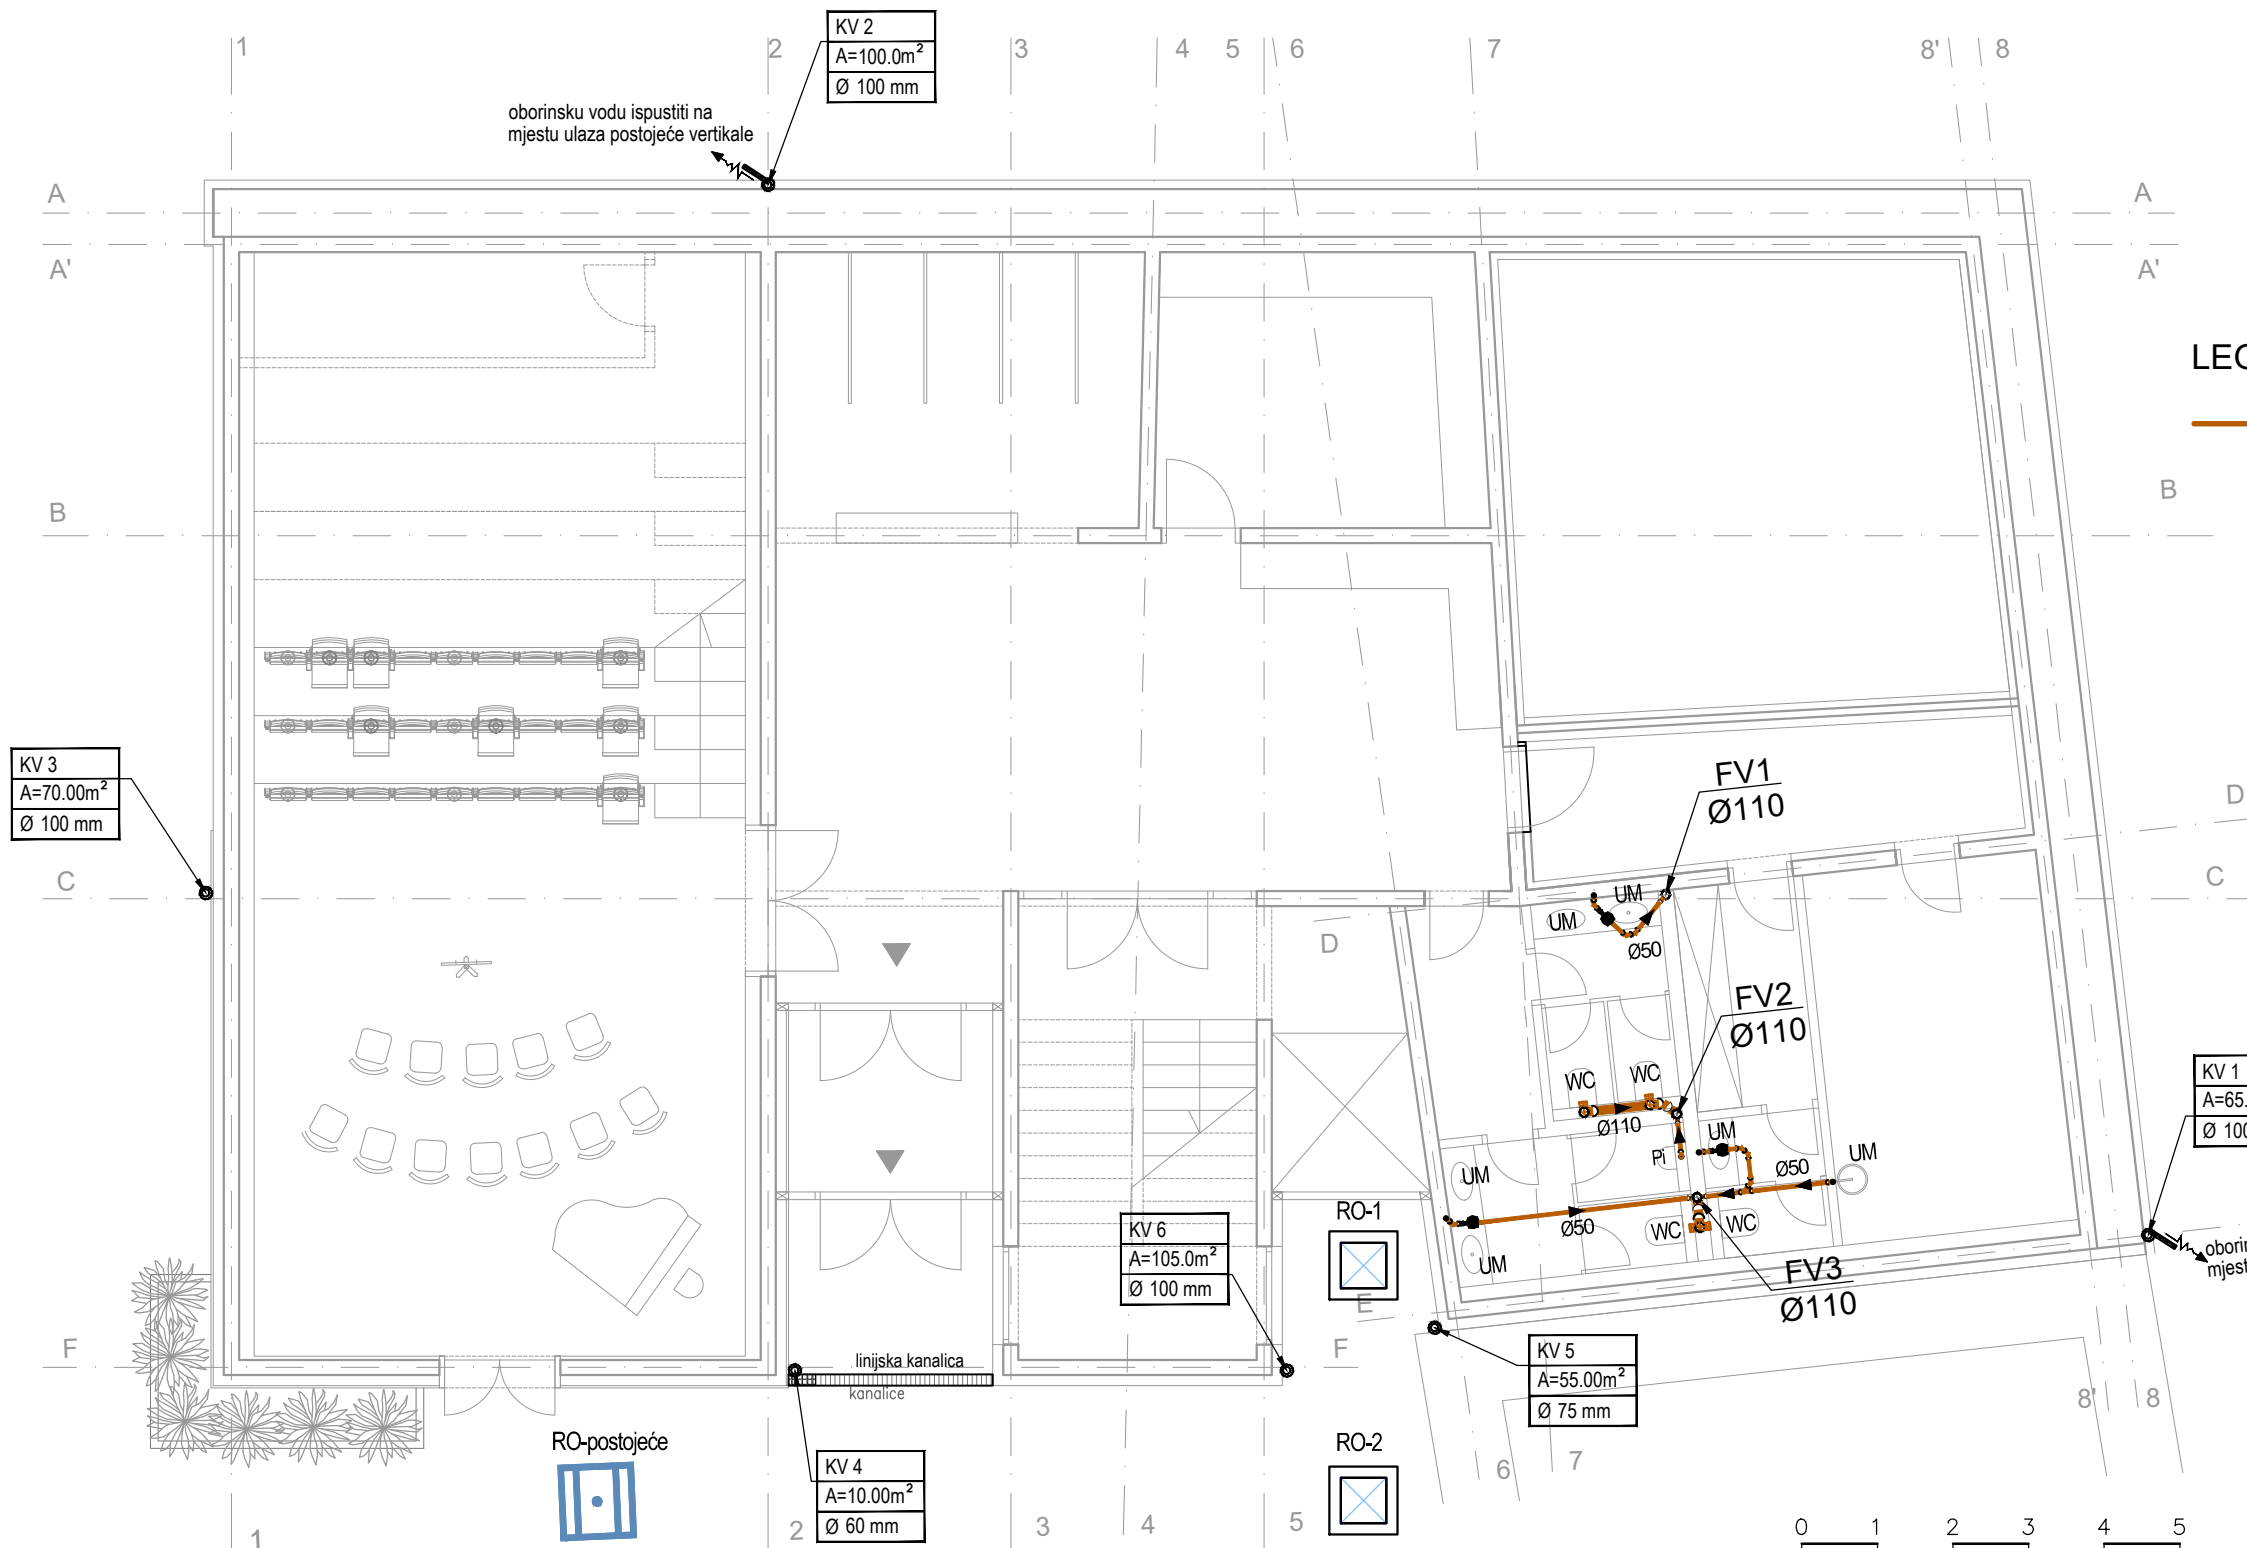 1
2
3
4
5
6
7
8'
8
KV 2
A=100.0m²
Ø 100 mm
oborinsku vodu ispustiti na
mjestu ulaza postojeće vertikale
A
A
A'
A'
B
B
KV 3
A=70.00m²
Ø 100 mm
FV1
Ø110
D
C
C
UM
UM
Ø50
D
FV2
Ø110
WC
WC
Ø110
KV 1
Ø
UM
Pi
UM
Ø50
UM
RO-1
KV 6
A=105.0m²
Ø 100 mm
Ø50
WC
WC
UM
FV3
Ø110
E
F
F
linijska kanalica
kanalice
KV 5
A=55.00m²
Ø 75 mm
8'
8
RO-postojeće
RO-2
KV 4
A=10.00m²
Ø 60 mm
6
7
1
2
3
4
5
0 1 2 3 4 5